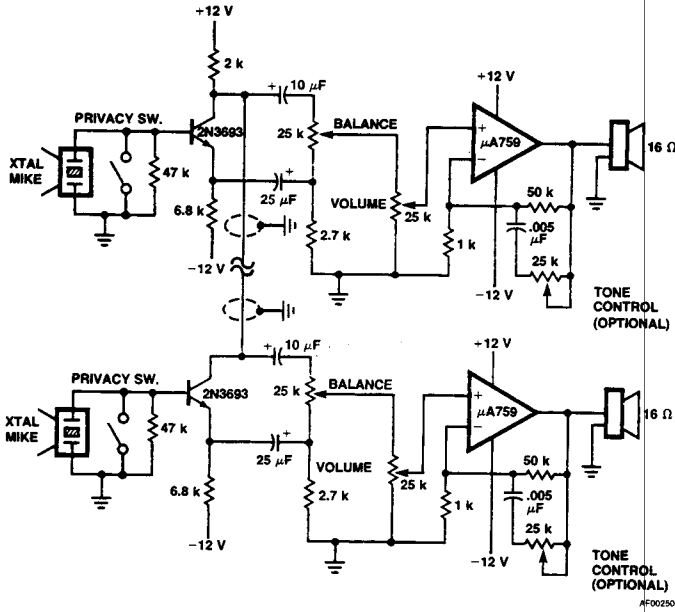 +12 V
2 k
10 µF
+
+12 V
PRIVACY SW.
2N3693
BALANCE
25 k
+
µA759
−
XTAL
MIKE
47 k
+
25 µF
VOLUME
25 k
16 Ω
6.8 k
2.7 k
1 k
50 k
.005
µF
25 k
−12 V
−12 V
TONE
CONTROL
(OPTIONAL)
10 µF
+
+12 V
PRIVACY SW.
2N3693
BALANCE
25 k
+
µA759
−
XTAL
MIKE
47 k
+
25 µF
VOLUME
25 k
16 Ω
6.8 k
2.7 k
1 k
50 k
.005
µF
25 k
−12 V
−12 V
TONE
CONTROL
(OPTIONAL)
AF00250